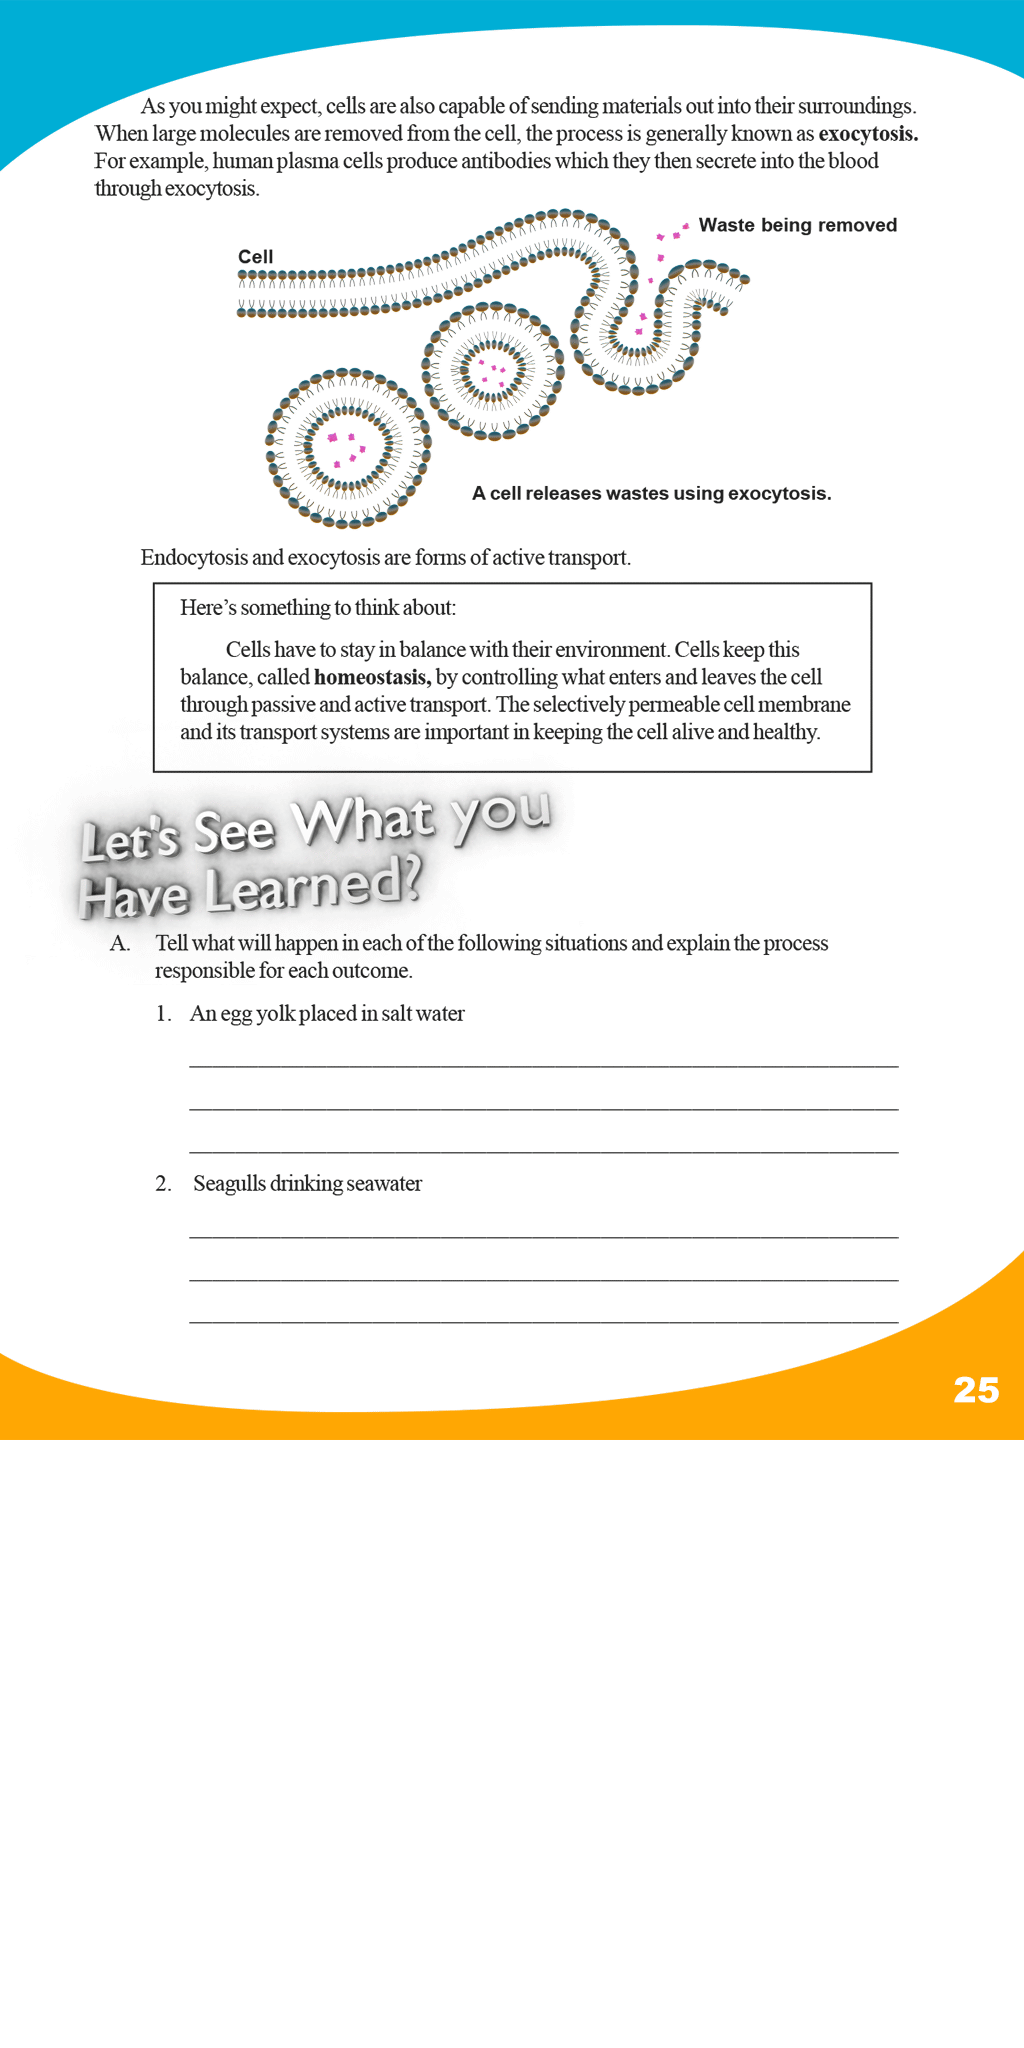 As you might expect, cells are also capable of sending materials out into their surroundings.
When large molecules are removed from the cell, the process is generally known as exocytosis.
For example, human plasma cells produce antibodies which they then secrete into the blood
through exocytosis.
Waste being removed
Cell
A cell releases wastes using exocytosis.
Endocytosis and exocytosis are forms of active transport.
Here’s something to think about:
Cells have to stay in balance with their environment. Cells keep this
balance, called homeostasis, by controlling what enters and leaves the cell
through passive and active transport. The selectively permeable cell membrane
and its transport systems are important in keeping the cell alive and healthy.
Let's See What you
Have Learned?
A. Tell what will happen in each of the following situations and explain the process
responsible for each outcome.
1. An egg yolk placed in salt water
2. Seagulls drinking seawater
25